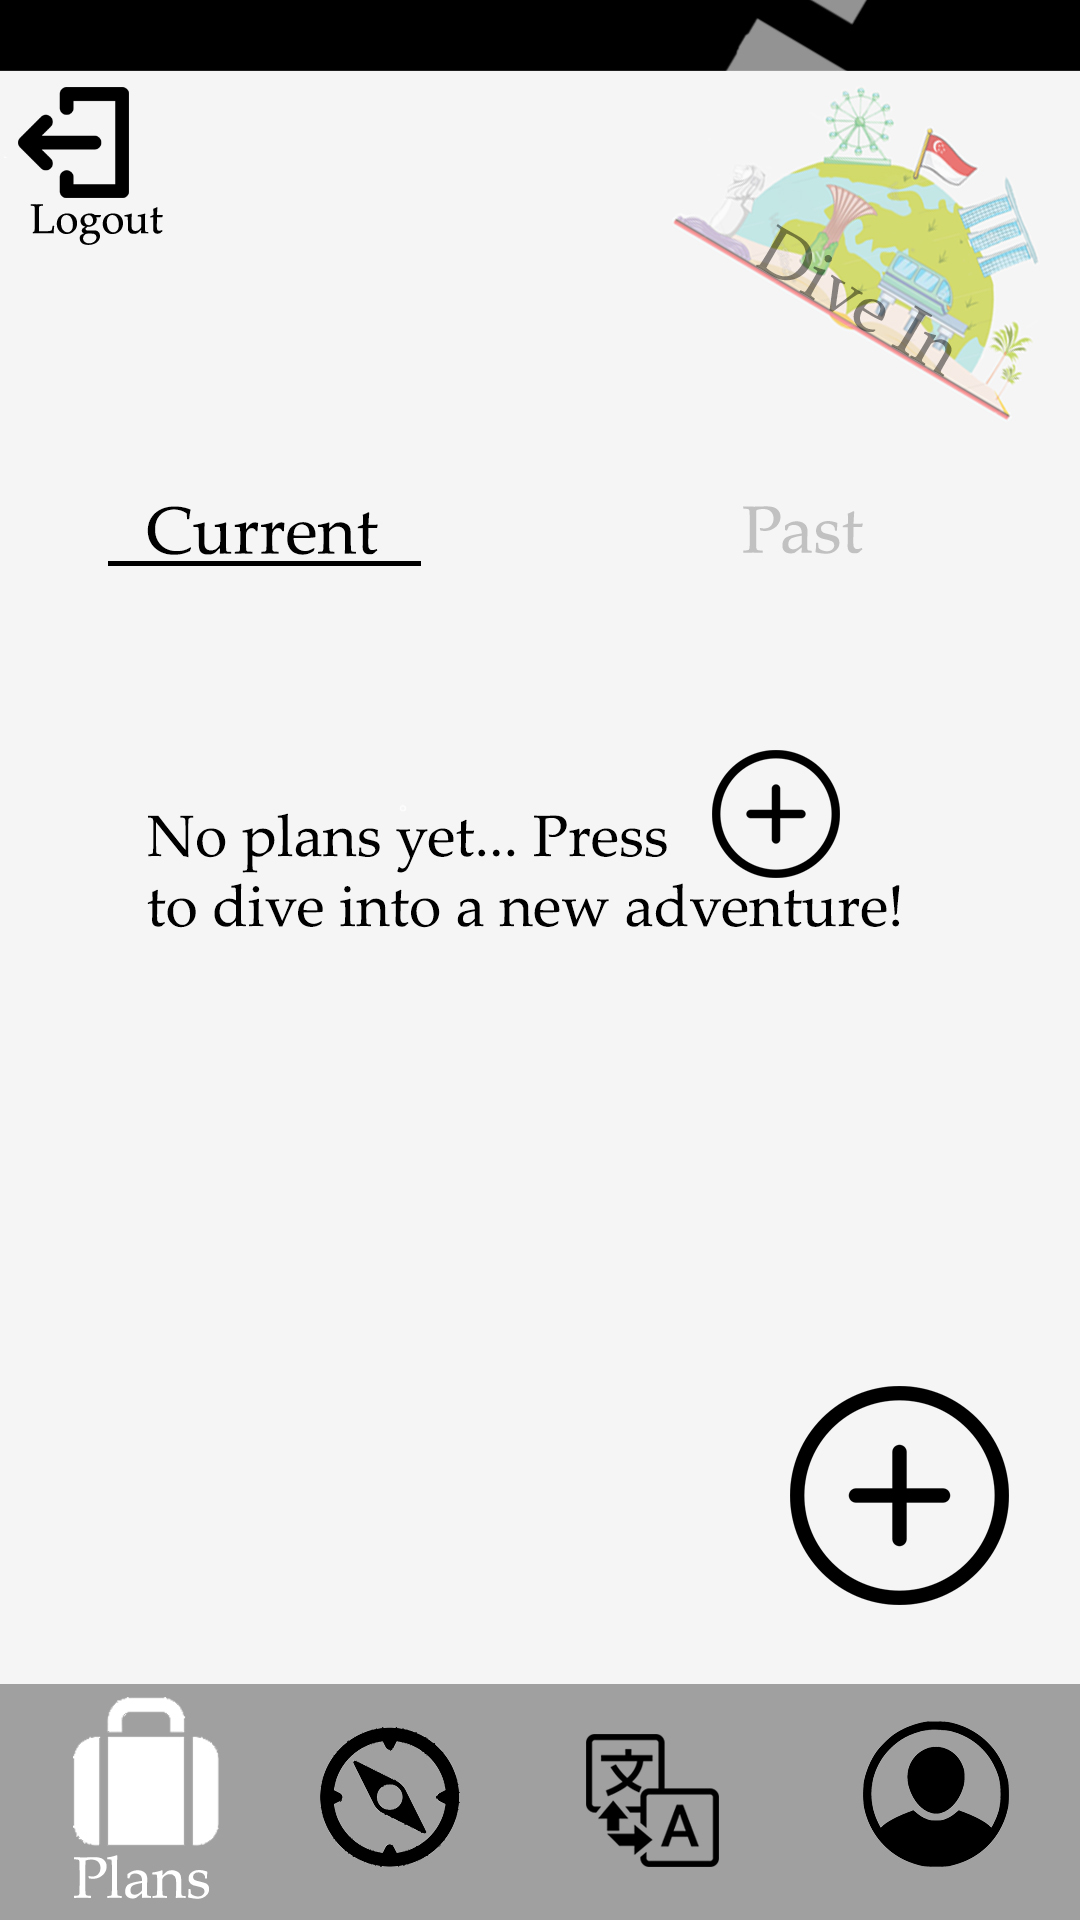 Logout
Dive In
Current Past
No plans yet... Press
to dive into a new adventure!
文
A
Plans